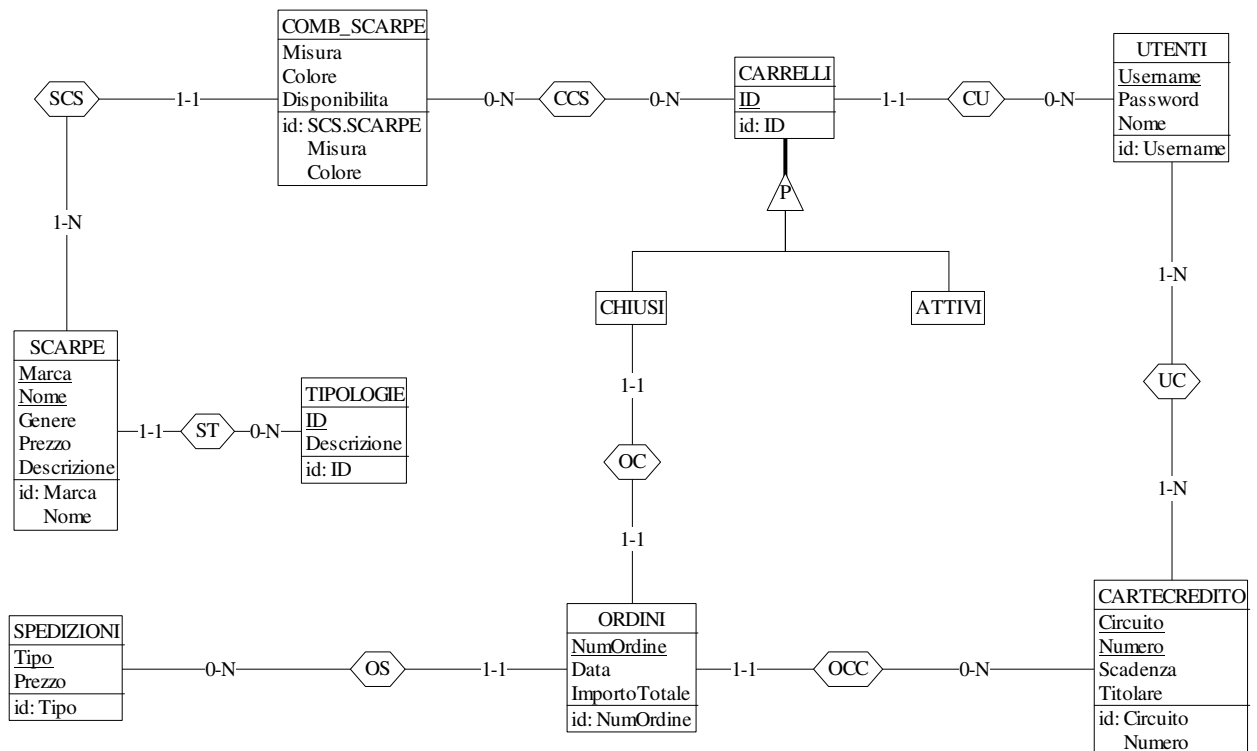 COMB_SCARPE
Misura
Colore
Disponibilita
id: SCS.SCARPE
Misura
Colore
SCS
1-1
0-N
CCS
0-N
CARRELLI
ID
id: ID
1-1
CU
0-N
UTENTI
Username
Password
Nome
id: Username
P
1-N
1-N
CHIUSI
ATTIVI
SCARPE
Marca
Nome
Genere
Prezzo
Descrizione
id: Marca
Nome
1-1
ST
0-N
TIPOLOGIE
ID
Descrizione
id: ID
1-1
UC
OC
1-N
1-1
SPEDIZIONI
Tipo
Prezzo
id: Tipo
0-N
OS
1-1
ORDINI
NumOrdine
Data
ImportoTotale
id: NumOrdine
1-1
OCC
0-N
CARTECREDITO
Circuito
Numero
Scadenza
Titolare
id: Circuito
Numero